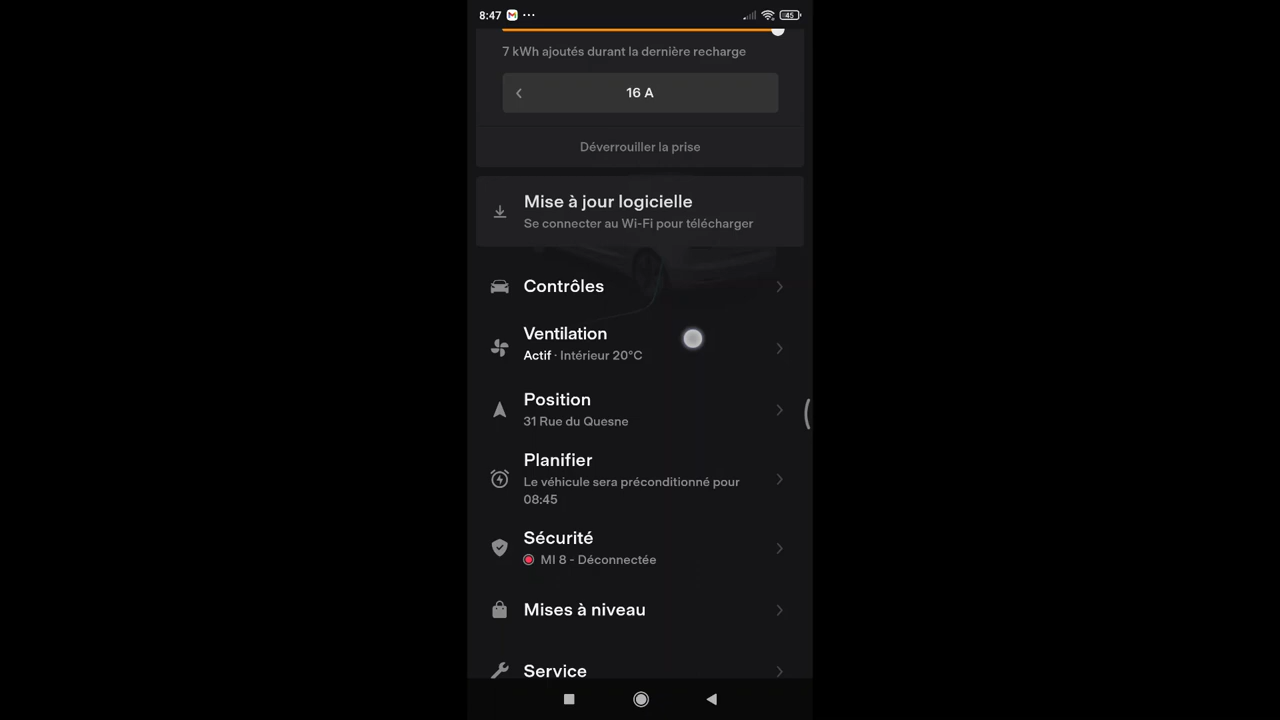 8:47
45
7 kWh ajoutés durant la dernière recharge
16 A
Déverrouiller la prise
Mise à jour logicielle
Se connecter au Wi-Fi pour télécharger
Contrôles
Ventilation
Actif · Intérieur 20°C
Position
31 Rue du Quesne
Planifier
Le véhicule sera préconditionné pour
08:45
Sécurité
MI 8 - Déconnectée
Mises à niveau
Service